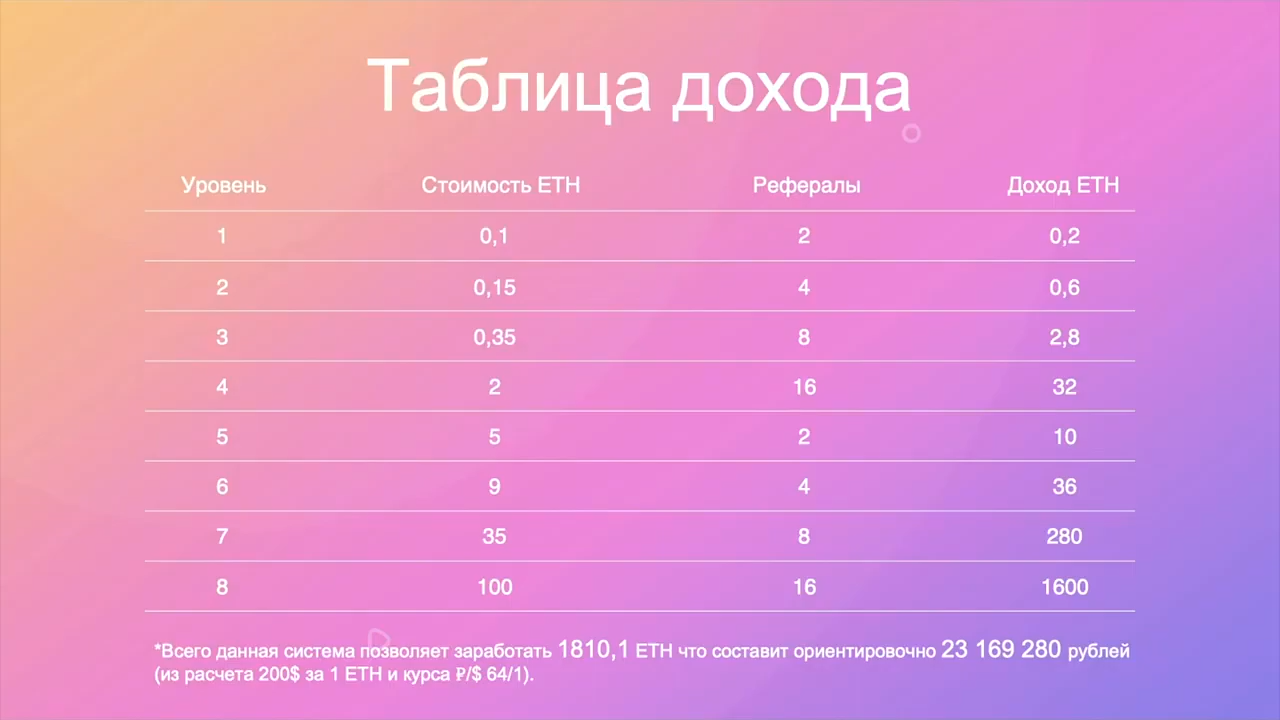 Таблица дохода
Уровень Стоимость ETH Рефералы Доход ETH
1 0,1 2 0,2
2 0,15 4 0,6
3 0,35 8 2,8
4 2 16 32
5 5 2 10
6 9 4 36
7 35 8 280
8 100 16 1600
*Всего данная система позволяет заработать 1810,1 ETH что составит ориентировочно 23 169 280 рублей
(из расчета 200$ за 1 ETH и курса ₽/$ 64/1).